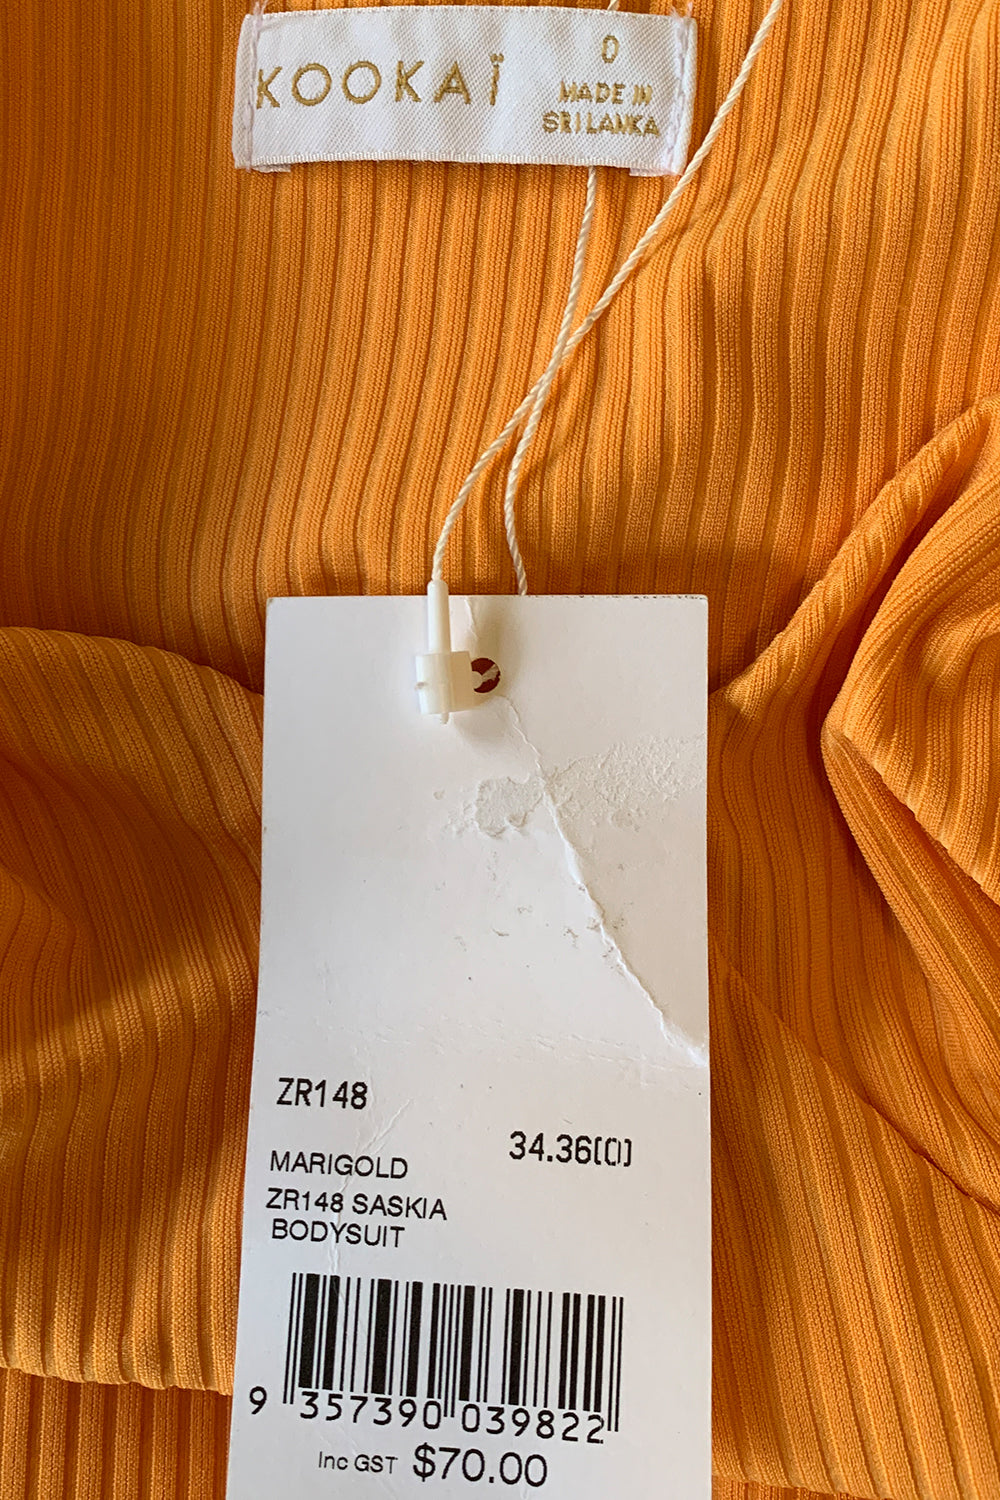 KOOKAÏ
0
MADE IN
SRI LANKA
ZR148
34.36(0)
MARIGOLD
ZR148 SASKIA
BODYSUIT
9 357390 039822
Inc GST $70.00